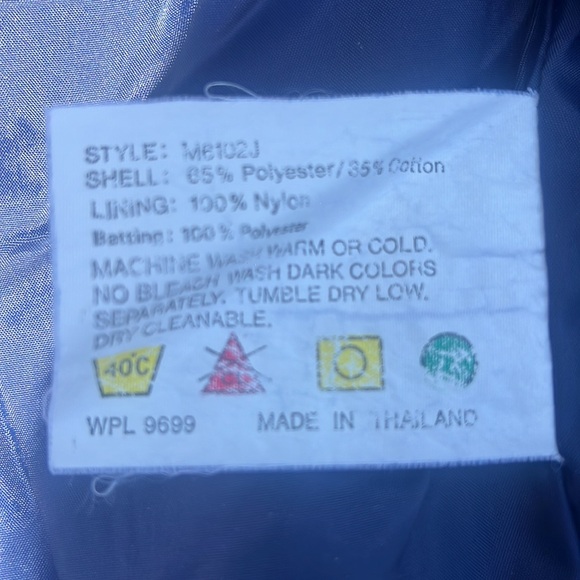 STYLE: M6102J
SHELL: 65% Polyester/35% Cotton
LINING: 100% Nylon
Batting: 100% Polyester
MACHINE WASH WARM OR COLD.
NO BLEACH WASH DARK COLORS
SEPARATELY. TUMBLE DRY LOW.
DRY CLEANABLE.
40C
WPL 9699 MADE IN THAILAND